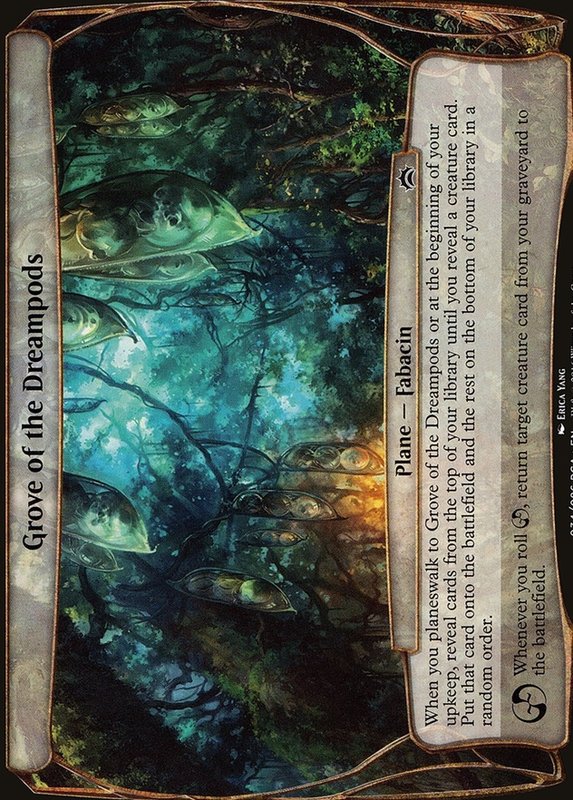 Grove of the Dreampods
Plane — Fabacin
When you planeswalk to Grove of the Dreampods or at the beginning of your
upkeep, reveal cards from the top of your library until you reveal a creature card.
Put that card onto the battlefield and the rest on the bottom of your library in a
random order.
Whenever you roll , return target creature card from your graveyard to
the battlefield.
ERICA YANG